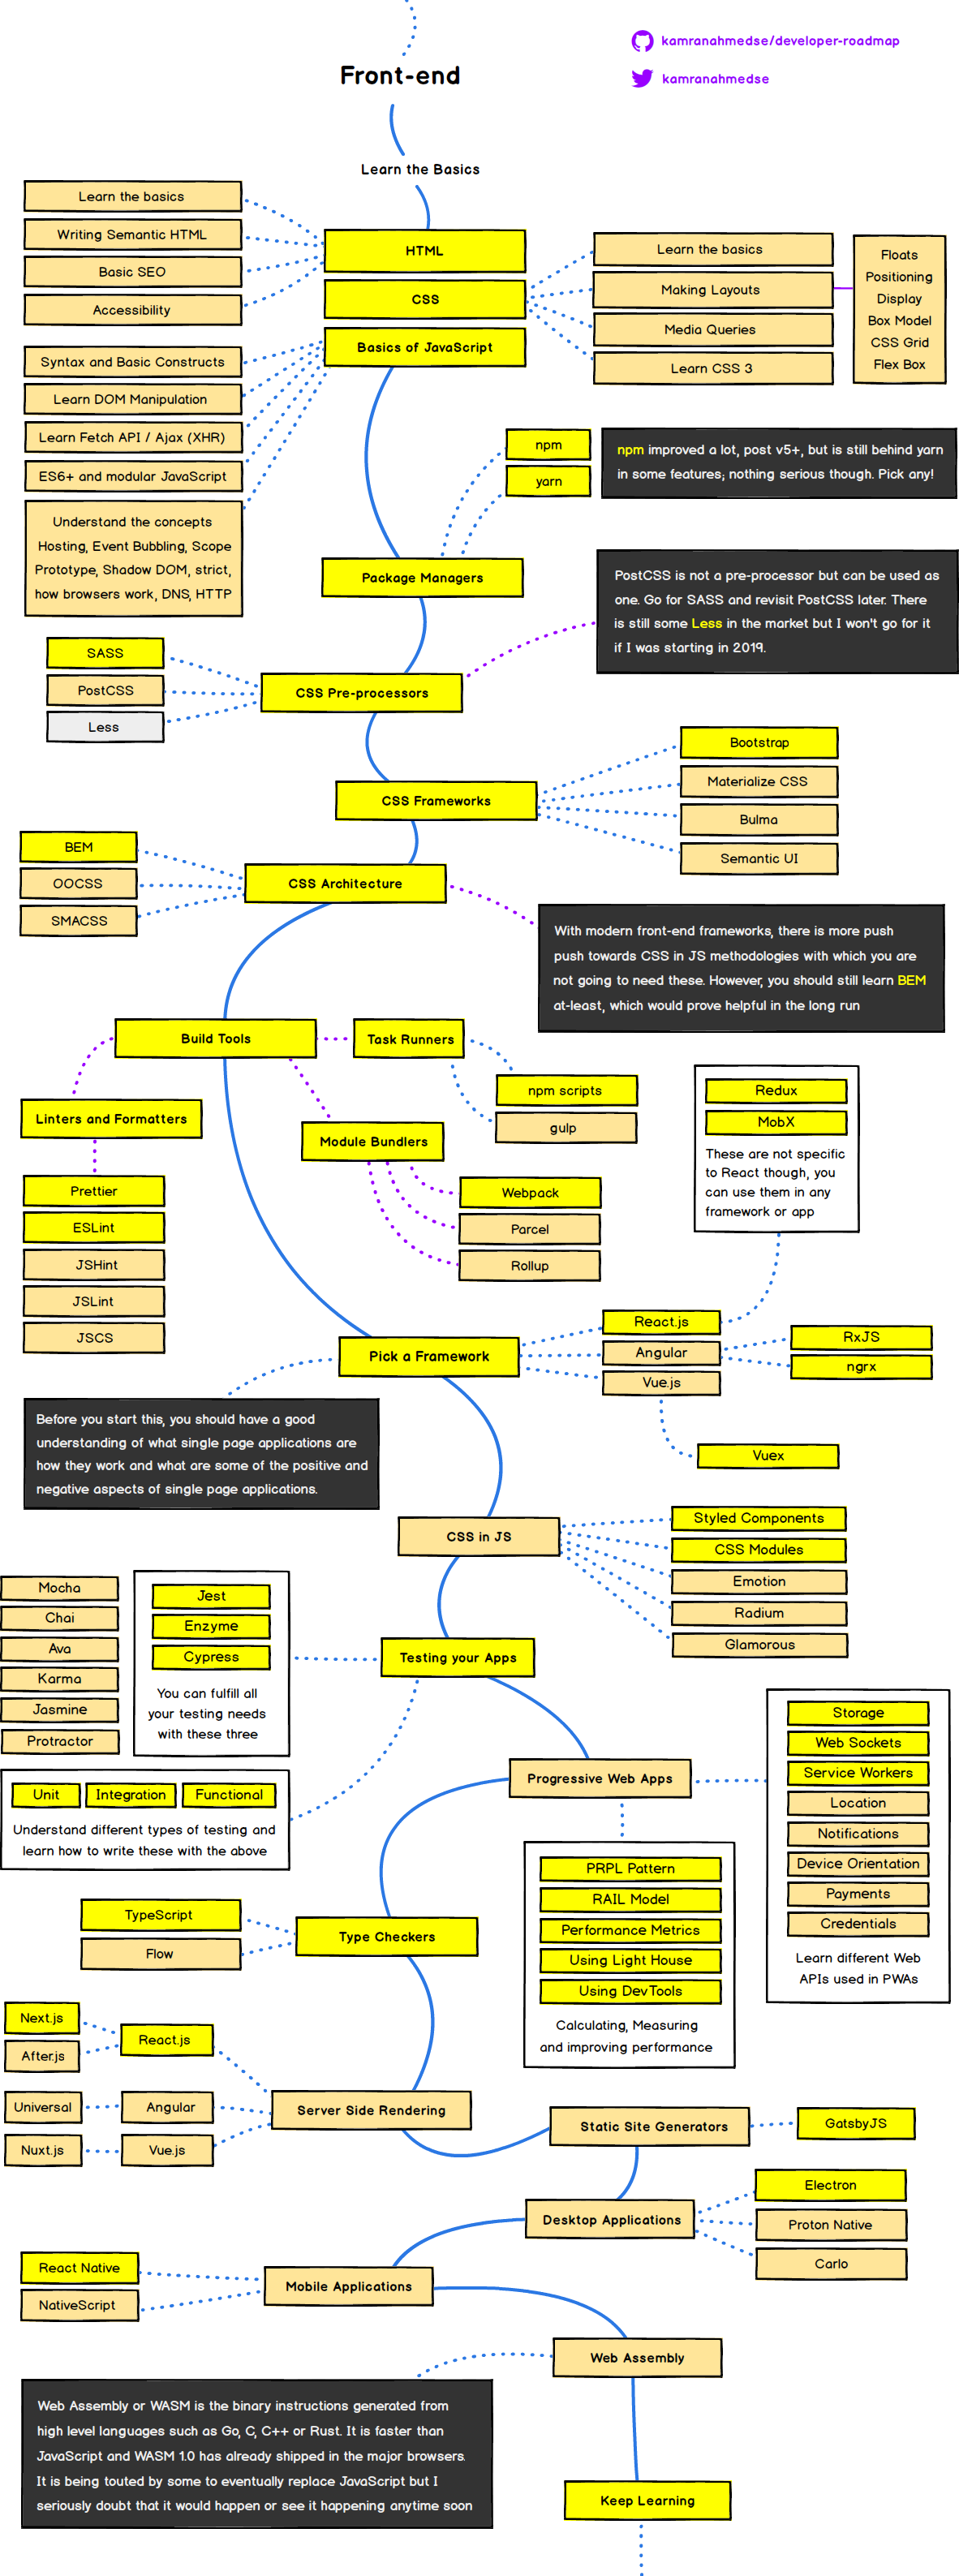 kamranahmedse/developer-roadmap
Front-end
kamranahmedse
Learn the Basics
Learn the basics
Writing Semantic HTML
Basic SEO
Accessibility
HTML
CSS
Basics of JavaScript
Learn the basics
Making Layouts
Media Queries
Learn CSS 3
Floats
Positioning
Display
Box Model
CSS Grid
Flex Box
Syntax and Basic Constructs
Learn DOM Manipulation
Learn Fetch API / Ajax (XHR)
ES6+ and modular JavaScript
Understand the concepts
Hosting, Event Bubbling, Scope
Prototype, Shadow DOM, strict,
how browsers work, DNS, HTTP
npm
yarn
npm improved a lot, post v5+, but is still behind yarn
in some features; nothing serious though. Pick any!
Package Managers
PostCSS is not a pre-processor but can be used as
one. Go for SASS and revisit PostCSS later. There
is still some Less in the market but I won't go for it
if I was starting in 2019.
SASS
PostCSS
Less
CSS Pre-processors
CSS Frameworks
Bootstrap
Materialize CSS
Bulma
Semantic UI
BEM
OOCSS
SMACSS
CSS Architecture
With modern front-end frameworks, there is more push
push towards CSS in JS methodologies with which you are
not going to need these. However, you should still learn BEM
at-least, which would prove helpful in the long run
Build Tools
Task Runners
npm scripts
gulp
Linters and Formatters
Module Bundlers
Prettier
ESLint
JSHint
JSLint
JSCS
Webpack
Parcel
Rollup
Redux
MobX
These are not specific
to React though, you
can use them in any
framework or app
Pick a Framework
React.js
Angular
Vue.js
RxJS
ngrx
Vuex
Before you start this, you should have a good
understanding of what single page applications are
how they work and what are some of the positive and
negative aspects of single page applications.
CSS in JS
Styled Components
CSS Modules
Emotion
Radium
Glamorous
Mocha
Chai
Ava
Karma
Jasmine
Protractor
Jest
Enzyme
Cypress
You can fulfill all
your testing needs
with these three
Testing your Apps
Unit
Integration
Functional
Understand different types of testing and
learn how to write these with the above
Progressive Web Apps
Storage
Web Sockets
Service Workers
Location
Notifications
Device Orientation
Payments
Credentials
Learn different Web
APIs used in PWAs
PRPL Pattern
RAIL Model
Performance Metrics
Using Light House
Using DevTools
Calculating, Measuring
and improving performance
TypeScript
Flow
Type Checkers
Next.js
After.js
React.js
Universal
Angular
Nuxt.js
Vue.js
Server Side Rendering
Static Site Generators
GatsbyJS
Desktop Applications
Electron
Proton Native
Carlo
React Native
NativeScript
Mobile Applications
Web Assembly
Web Assembly or WASM is the binary instructions generated from
high level languages such as Go, C, C++ or Rust. It is faster than
JavaScript and WASM 1.0 has already shipped in the major browsers.
It is being touted by some to eventually replace JavaScript but I
seriously doubt that it would happen or see it happening anytime soon
Keep Learning